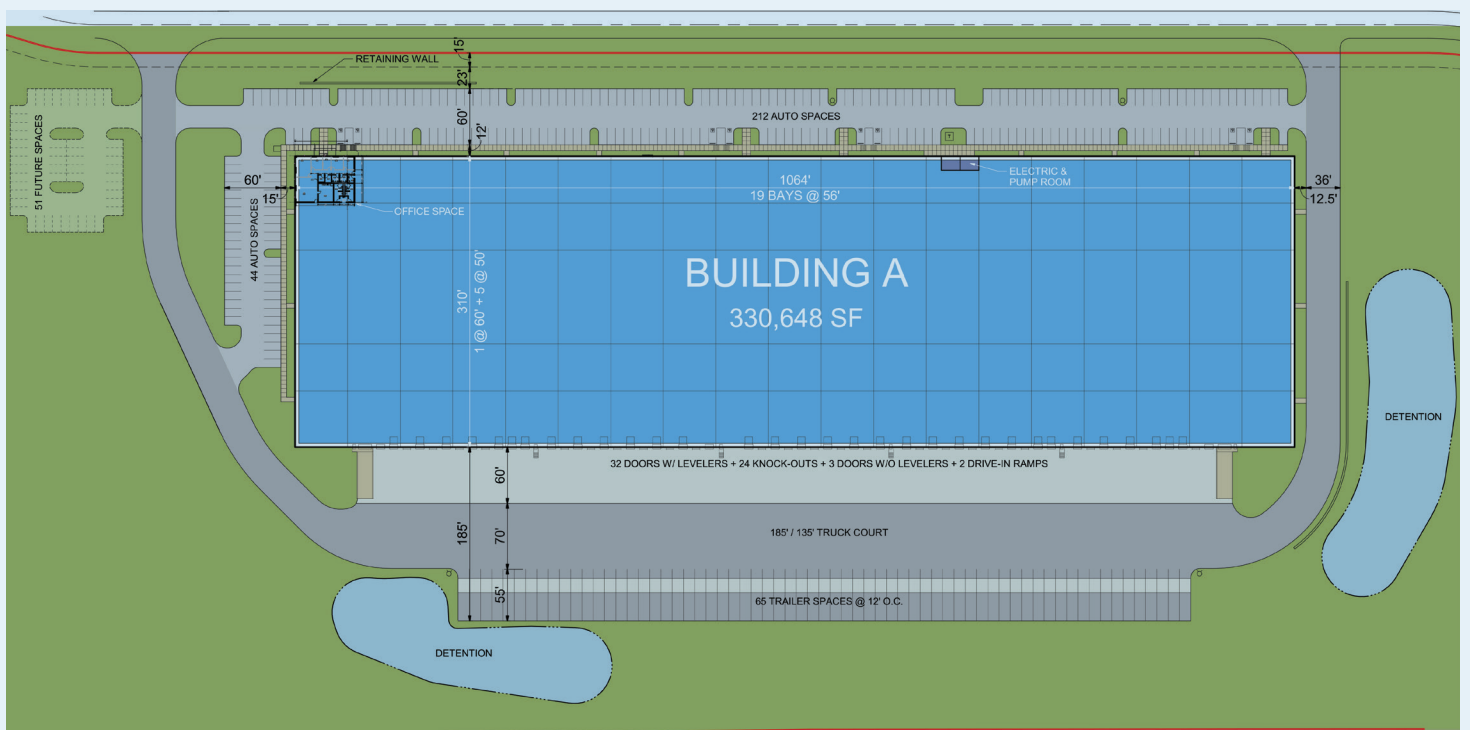 15'
RETAINING WALL
23'
60'
12'
212 AUTO SPACES
51 FUTURE SPACES
60'
15'
44 AUTO SPACES
OFFICE SPACE
1064'
19 BAYS @ 56'
ELECTRIC &
PUMP ROOM
36'
12.5'
310'
1 @ 60' + 5 @ 50'
BUILDING A
330,648 SF
DETENTION
32 DOORS W/ LEVELERS + 24 KNOCK-OUTS + 3 DOORS W/O LEVELERS + 2 DRIVE-IN RAMPS
60'
185'
70'
185' / 135' TRUCK COURT
55'
65 TRAILER SPACES @ 12' O.C.
DETENTION